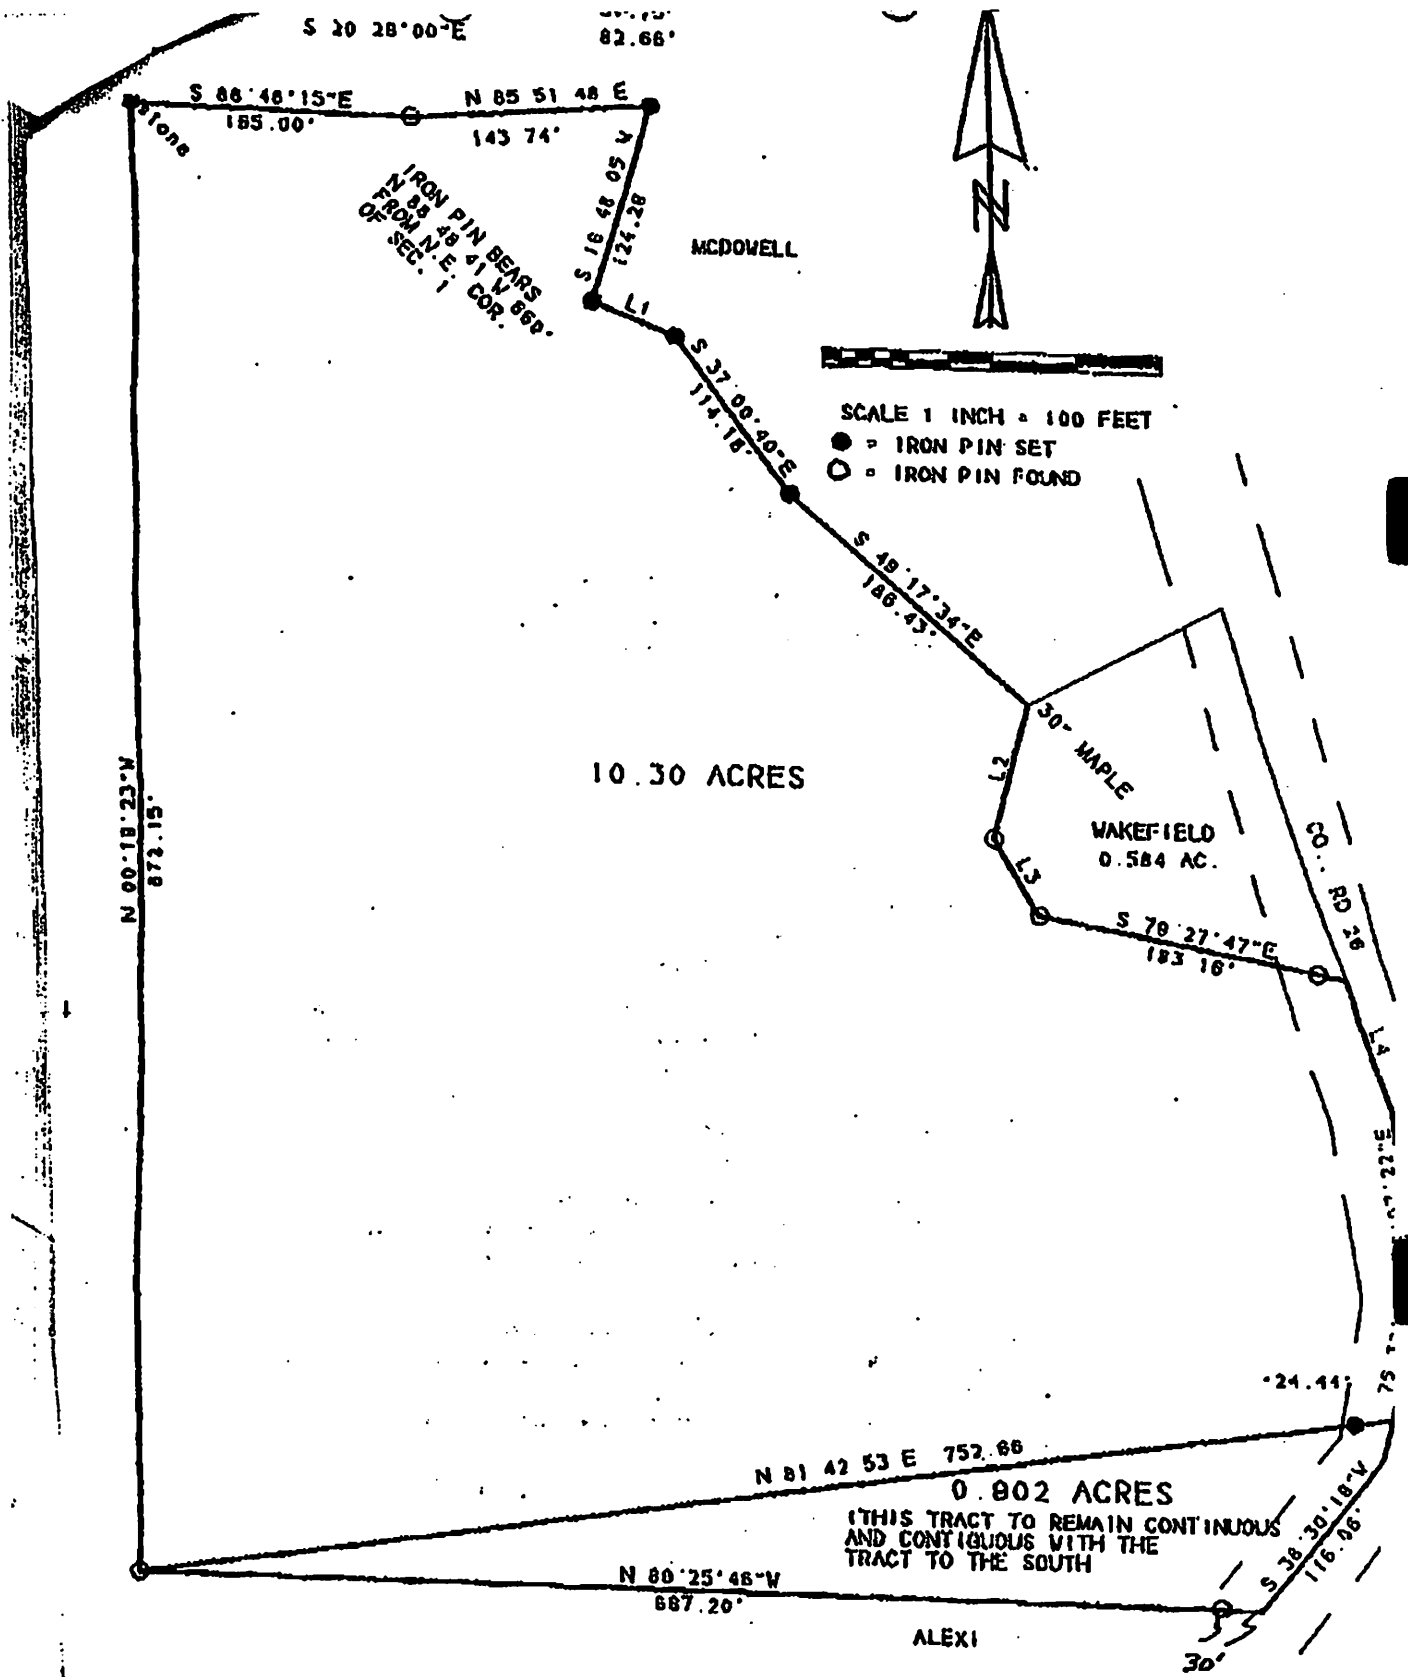 S 20 28'00"E
82.66'
S 86'46'15"E
165.00'
N 85 51 48 E
143 74'
Stone
S 16 48 05 W
124.28
IRON PIN BEARS
N 88 48 41 W 660'
FROM N.E. COR.
OF SEC. 1
MCDOWELL
N
L1
S 37'00'40"E
114.18'
SCALE 1 INCH = 100 FEET
= IRON PIN SET
= IRON PIN FOUND
S 49'17'34"E
186.43'
30" MAPLE
10.30 ACRES
L2
N 00'18'23"W
872.15'
WAKEFIELD
0.584 AC.
CO. RD 26
L3
S 79'27'47"E
183 16'
L4
24.44'
75
N 81 42 53 E 752.66
0.802 ACRES
(THIS TRACT TO REMAIN CONTINUOUS
AND CONTIGUOUS WITH THE
TRACT TO THE SOUTH
S 38'30'18"W
116.06'
N 80'25'46"W
667.20'
ALEXI
30'